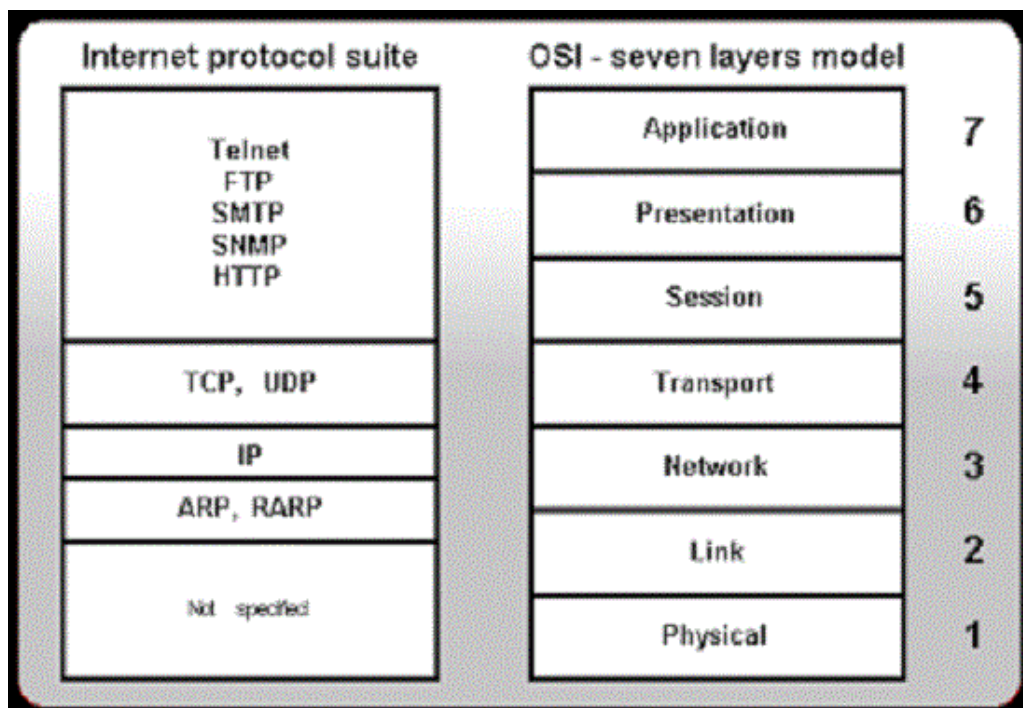 Internet protocol suite
Telnet
FTP
SMTP
SNMP
HTTP
TCP, UDP
IP
ARP, RARP
Not specified
OSI - seven layers model
Application 7
Presentation 6
Session 5
Transport 4
Network 3
Link 2
Physical 1